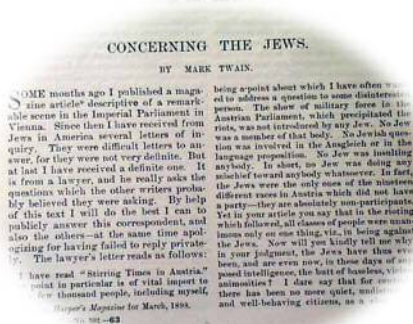 CONCERNING THE JEWS.
BY MARK TWAIN.
SOME months ago I published a maga-
zine article* descriptive of a remark-
able scene in the Imperial Parliament in
Vienna. Since then I have received from
Jews in America several letters of in-
quiry. They were difficult letters to an-
swer, for they were not very definite. But
at last I have received a definite one. It
is from a lawyer, and he really asks the
questions which the other writers proba-
bly believed they were asking. By help
of this text I will do the best I can to
publicly answer this correspondent, and
also the others—at the same time apol-
ogizing for having failed to reply private-
The lawyer's letter reads as follows:
have read "Stirring Times in Austria."
point in particular is of vital import to
few thousand people, including myself,
Harper's Magazine for March, 1898.
No. 592.—63
being a point about which I have often
ed to address a question to some disinterested
person. The show of military force in the
Austrian Parliament, which precipitated the
riots, was not introduced by any Jew. No Jew
was a member of that body. No Jewish ques-
tion was involved in the Ausgleich or in the
language proposition. No Jew was insulting
anybody. In short, no Jew was doing any
mischief toward anybody whatsoever. In fact,
the Jews were the only ones of the nineteen
different races in Austria which did not have
a party—they are absolutely non-participants.
Yet in your article you say that in the rioting
which followed, all classes of people were unan-
imous only on one thing, viz., in being against
the Jews. Now will you kindly tell me why,
in your judgment, the Jews have thus ever
been, and are even now, in these days of
posed intelligence, the butt of baseless,
animosities? I dare say that for
there has been no more quiet,
and well-behaving citizens, as a